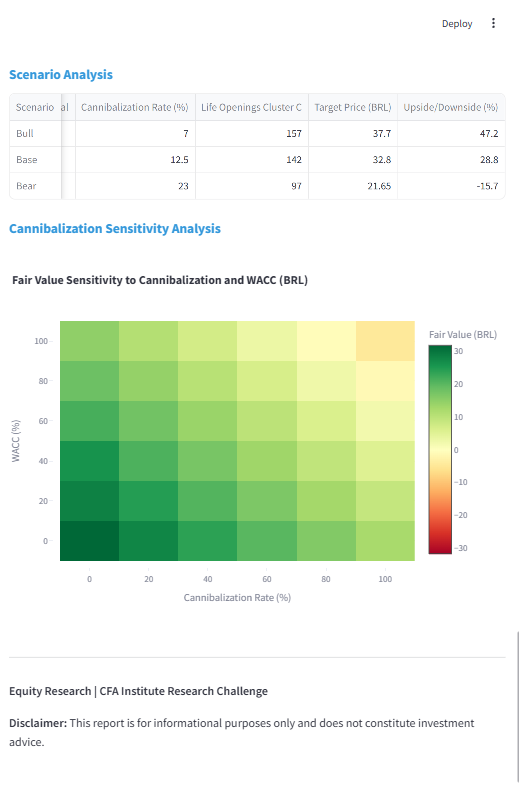 Deploy
Scenario Analysis
Scenario al Cannibalization Rate (%) Life Openings Cluster C Target Price (BRL) Upside/Downside (%)
Bull 7 157 37.7 47.2
Base 12.5 142 32.8 28.8
Bear 23 97 21.65 -15.7
Cannibalization Sensitivity Analysis
Fair Value Sensitivity to Cannibalization and WACC (BRL)
Fair Value (BRL)
30
20
10
0
−10
−20
−30
WACC (%)
100
80
60
40
20
0
0 20 40 60 80 100
Cannibalization Rate (%)
Equity Research | CFA Institute Research Challenge
Disclaimer: This report is for informational purposes only and does not constitute investment
advice.